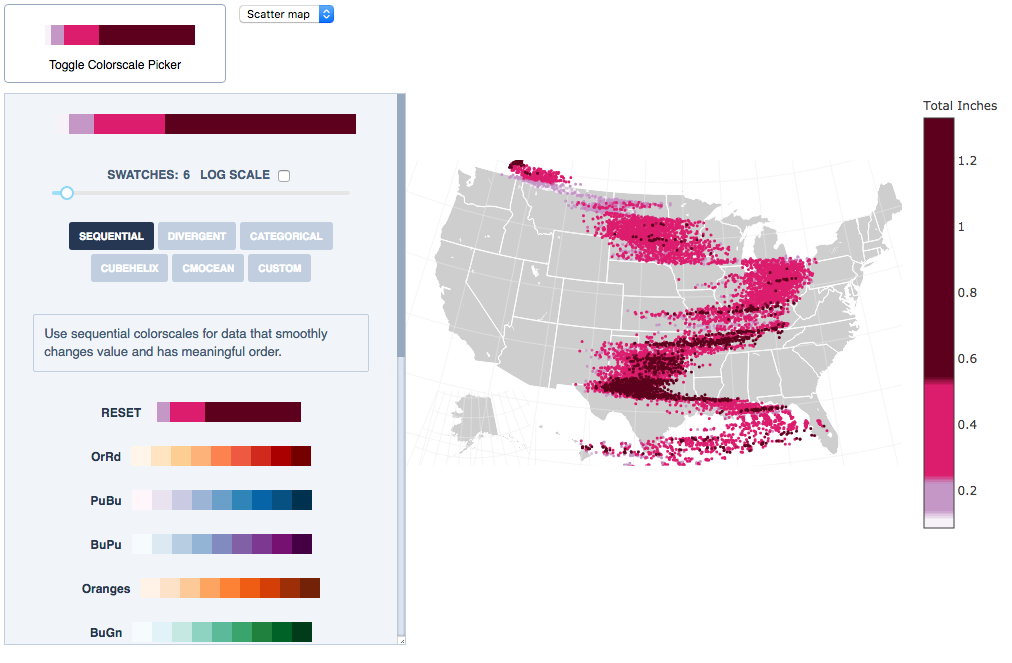 Scatter map
Toggle Colorscale Picker
SWATCHES: 6 LOG SCALE
SEQUENTIAL DIVERGENT CATEGORICAL
CUBEHELIX CMOCEAN CUSTOM
Use sequential colorscales for data that smoothly
changes value and has meaningful order.
RESET
OrRd
PuBu
BuPu
Oranges
BuGn
Total Inches
1.2
1
0.8
0.6
0.4
0.2